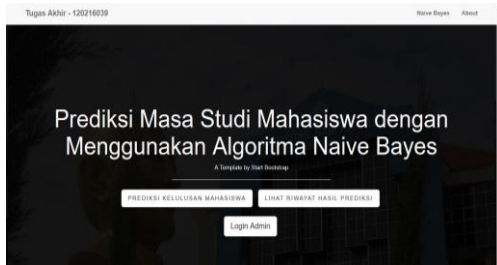 Tugas Akhir - 120216039
Naive Bayes About
Prediksi Masa Studi Mahasiswa dengan
Menggunakan Algoritma Naive Bayes
A Template by Start Bootstrap
PREDIKSI KELULUSAN MAHASISWA LIHAT RIWAYAT HASIL PREDIKSI
Login Admin